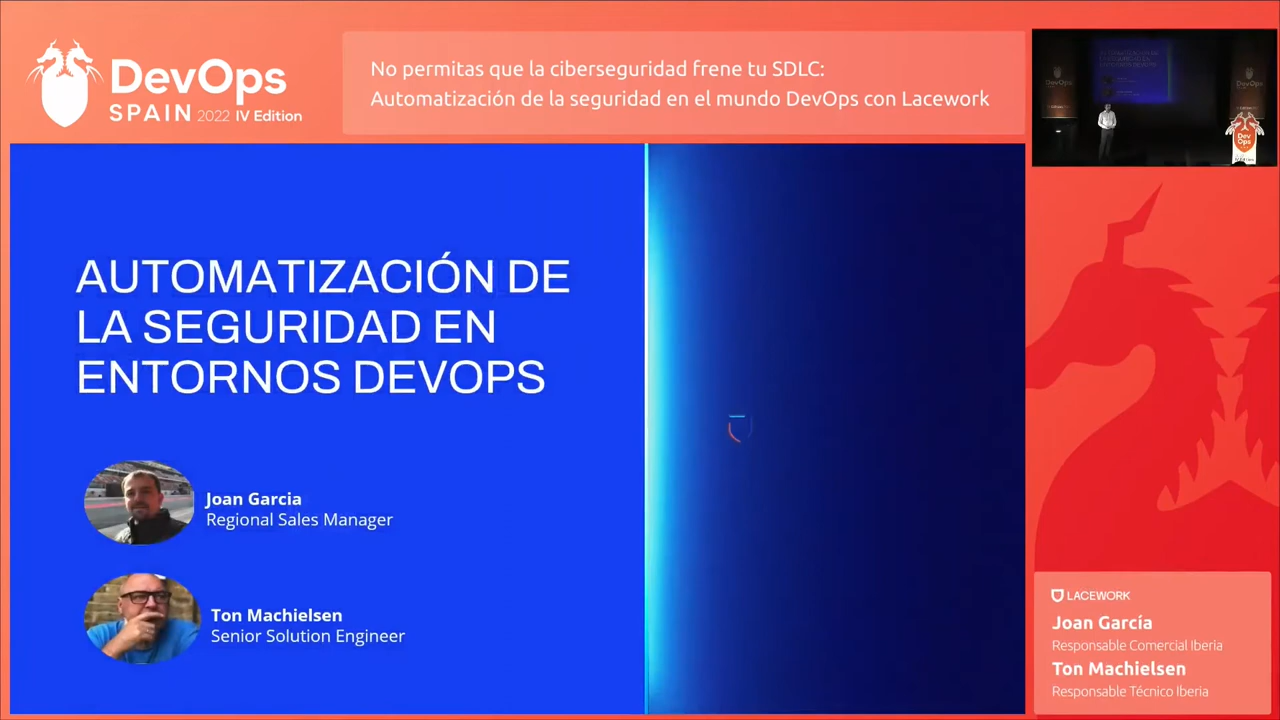 DevOps
SPAIN 2022 IV Edition
No permitas que la ciberseguridad frene tu SDLC:
Automatización de la seguridad en el mundo DevOps con Lacework
AUTOMATIZACIÓN DE
LA SEGURIDAD EN
ENTORNOS DEVOPS
Joan Garcia
Regional Sales Manager
Ton Machielsen
Senior Solution Engineer
Dev
Ops
LACEWORK
Joan García
Responsable Comercial Iberia
Ton Machielsen
Responsable Técnico Iberia